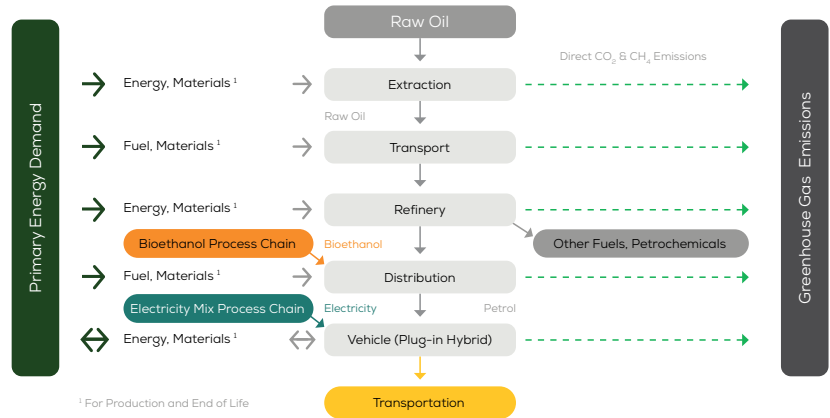 Raw Oil
Direct CO₂ & CH₄ Emissions
Energy, Materials ¹
Extraction
Raw Oil
Fuel, Materials ¹
Transport
Energy, Materials ¹
Refinery
Bioethanol Process Chain
Bioethanol
Other Fuels, Petrochemicals
Fuel, Materials ¹
Distribution
Electricity Mix Process Chain
Electricity
Petrol
Energy, Materials ¹
Vehicle (Plug-in Hybrid)
¹ For Production and End of Life
Transportation
Primary Energy Demand
Greenhouse Gas Emissions